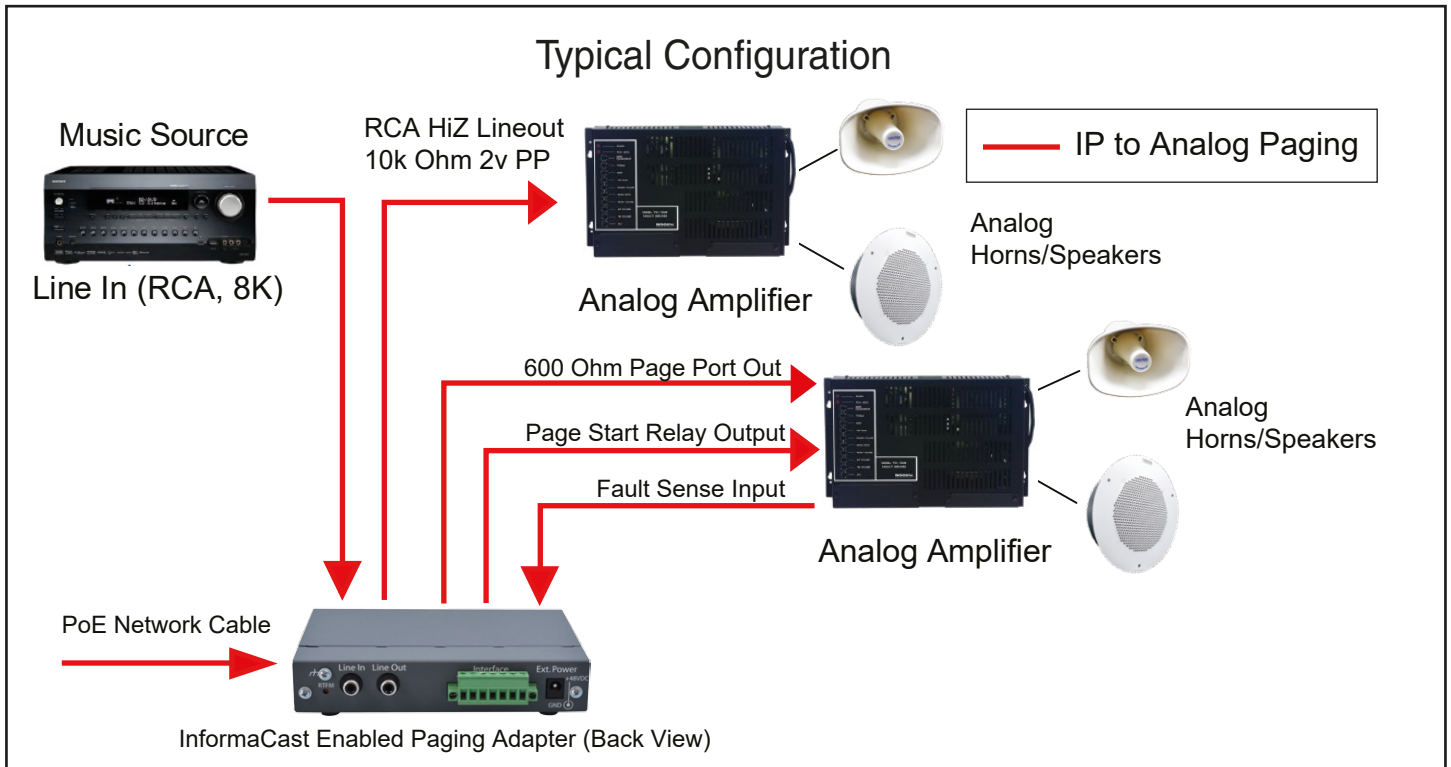 Typical Configuration
Music Source
Line In (RCA, 8K)
RCA HiZ Lineout
10k Ohm 2v PP
Analog Amplifier
IP to Analog Paging
Analog
Horns/Speakers
600 Ohm Page Port Out
Page Start Relay Output
Fault Sense Input
Analog Amplifier
Analog
Horns/Speakers
PoE Network Cable
Line In
Line Out
Interface
Ext. Power
+48VDC
GND
RTFM
InformaCast Enabled Paging Adapter (Back View)